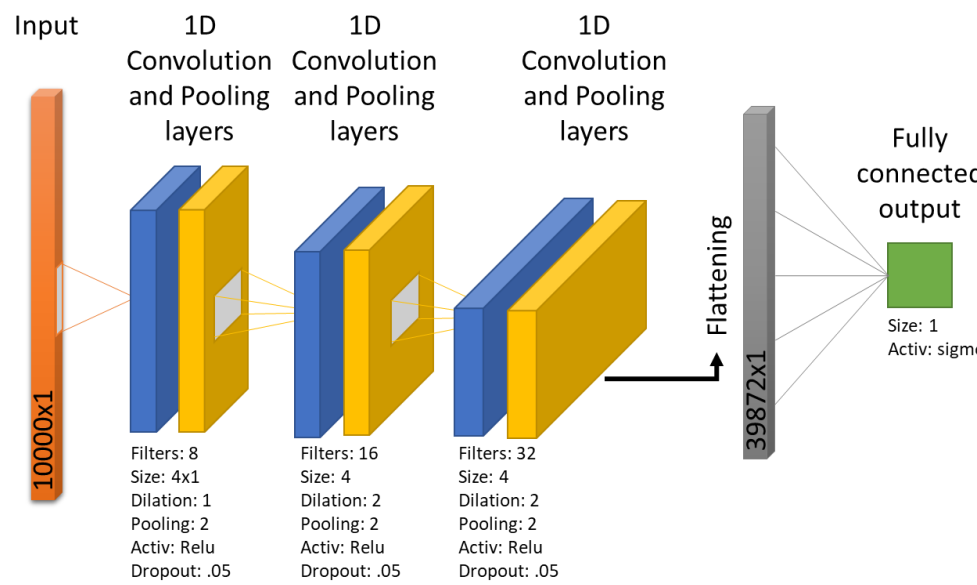 Input
1D
Convolution
and Pooling
layers
1D
Convolution
and Pooling
layers
1D
Convolution
and Pooling
layers
Fully
connected
output
10000x1
Flattening
39872x1
Filters: 8
Size: 4x1
Dilation: 1
Pooling: 2
Activ: Relu
Dropout: .05
Filters: 16
Size: 4
Dilation: 2
Pooling: 2
Activ: Relu
Dropout: .05
Filters: 32
Size: 4
Dilation: 2
Pooling: 2
Activ: Relu
Dropout: .05
Size: 1
Activ: sigm